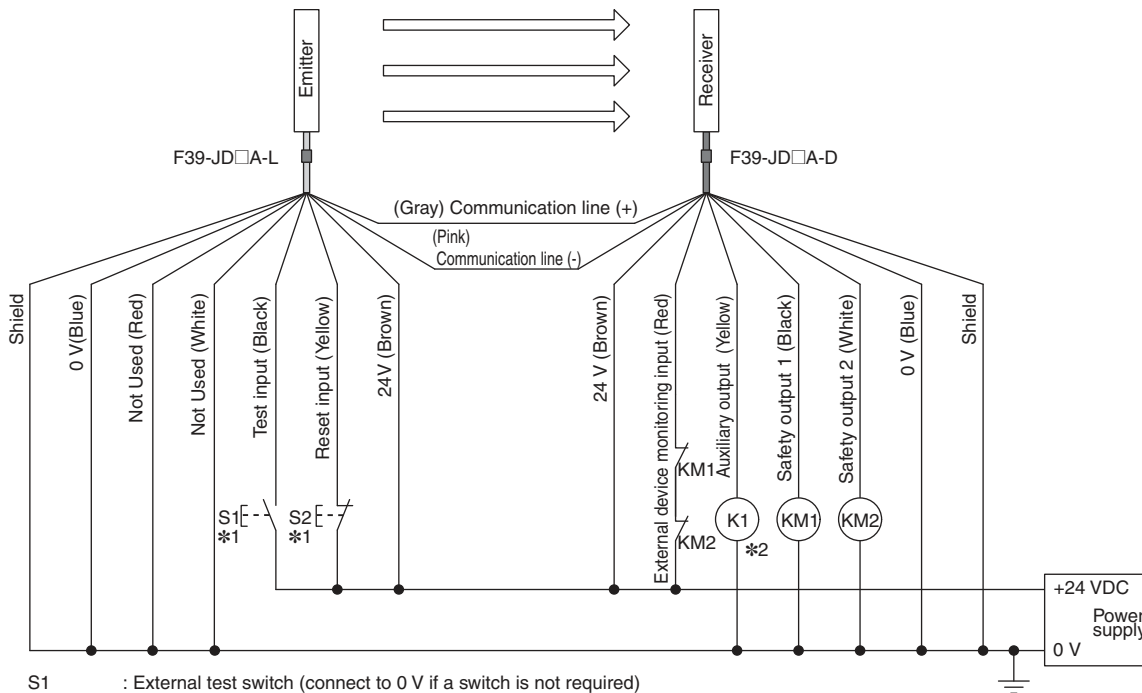 Emitter
Receiver
F39-JD□A-L
F39-JD□A-D
(Gray) Communication line (+)
(Pink)
Communication line (-)
Shield
0 V(Blue)
Not Used (Red)
Not Used (White)
Test input (Black)
Reset input (Yellow)
24V (Brown)
24 V (Brown)
External device monitoring input (Red)
Auxiliary output (Yellow)
Safety output 1 (Black)
Safety output 2 (White)
0 V (Blue)
Shield
KM1
S1
*1
S2
*1
K1
*2
KM1
KM2
KM2
+24 VDC
Power
supply
0 V
S1 : External test switch (connect to 0 V if a switch is not required)